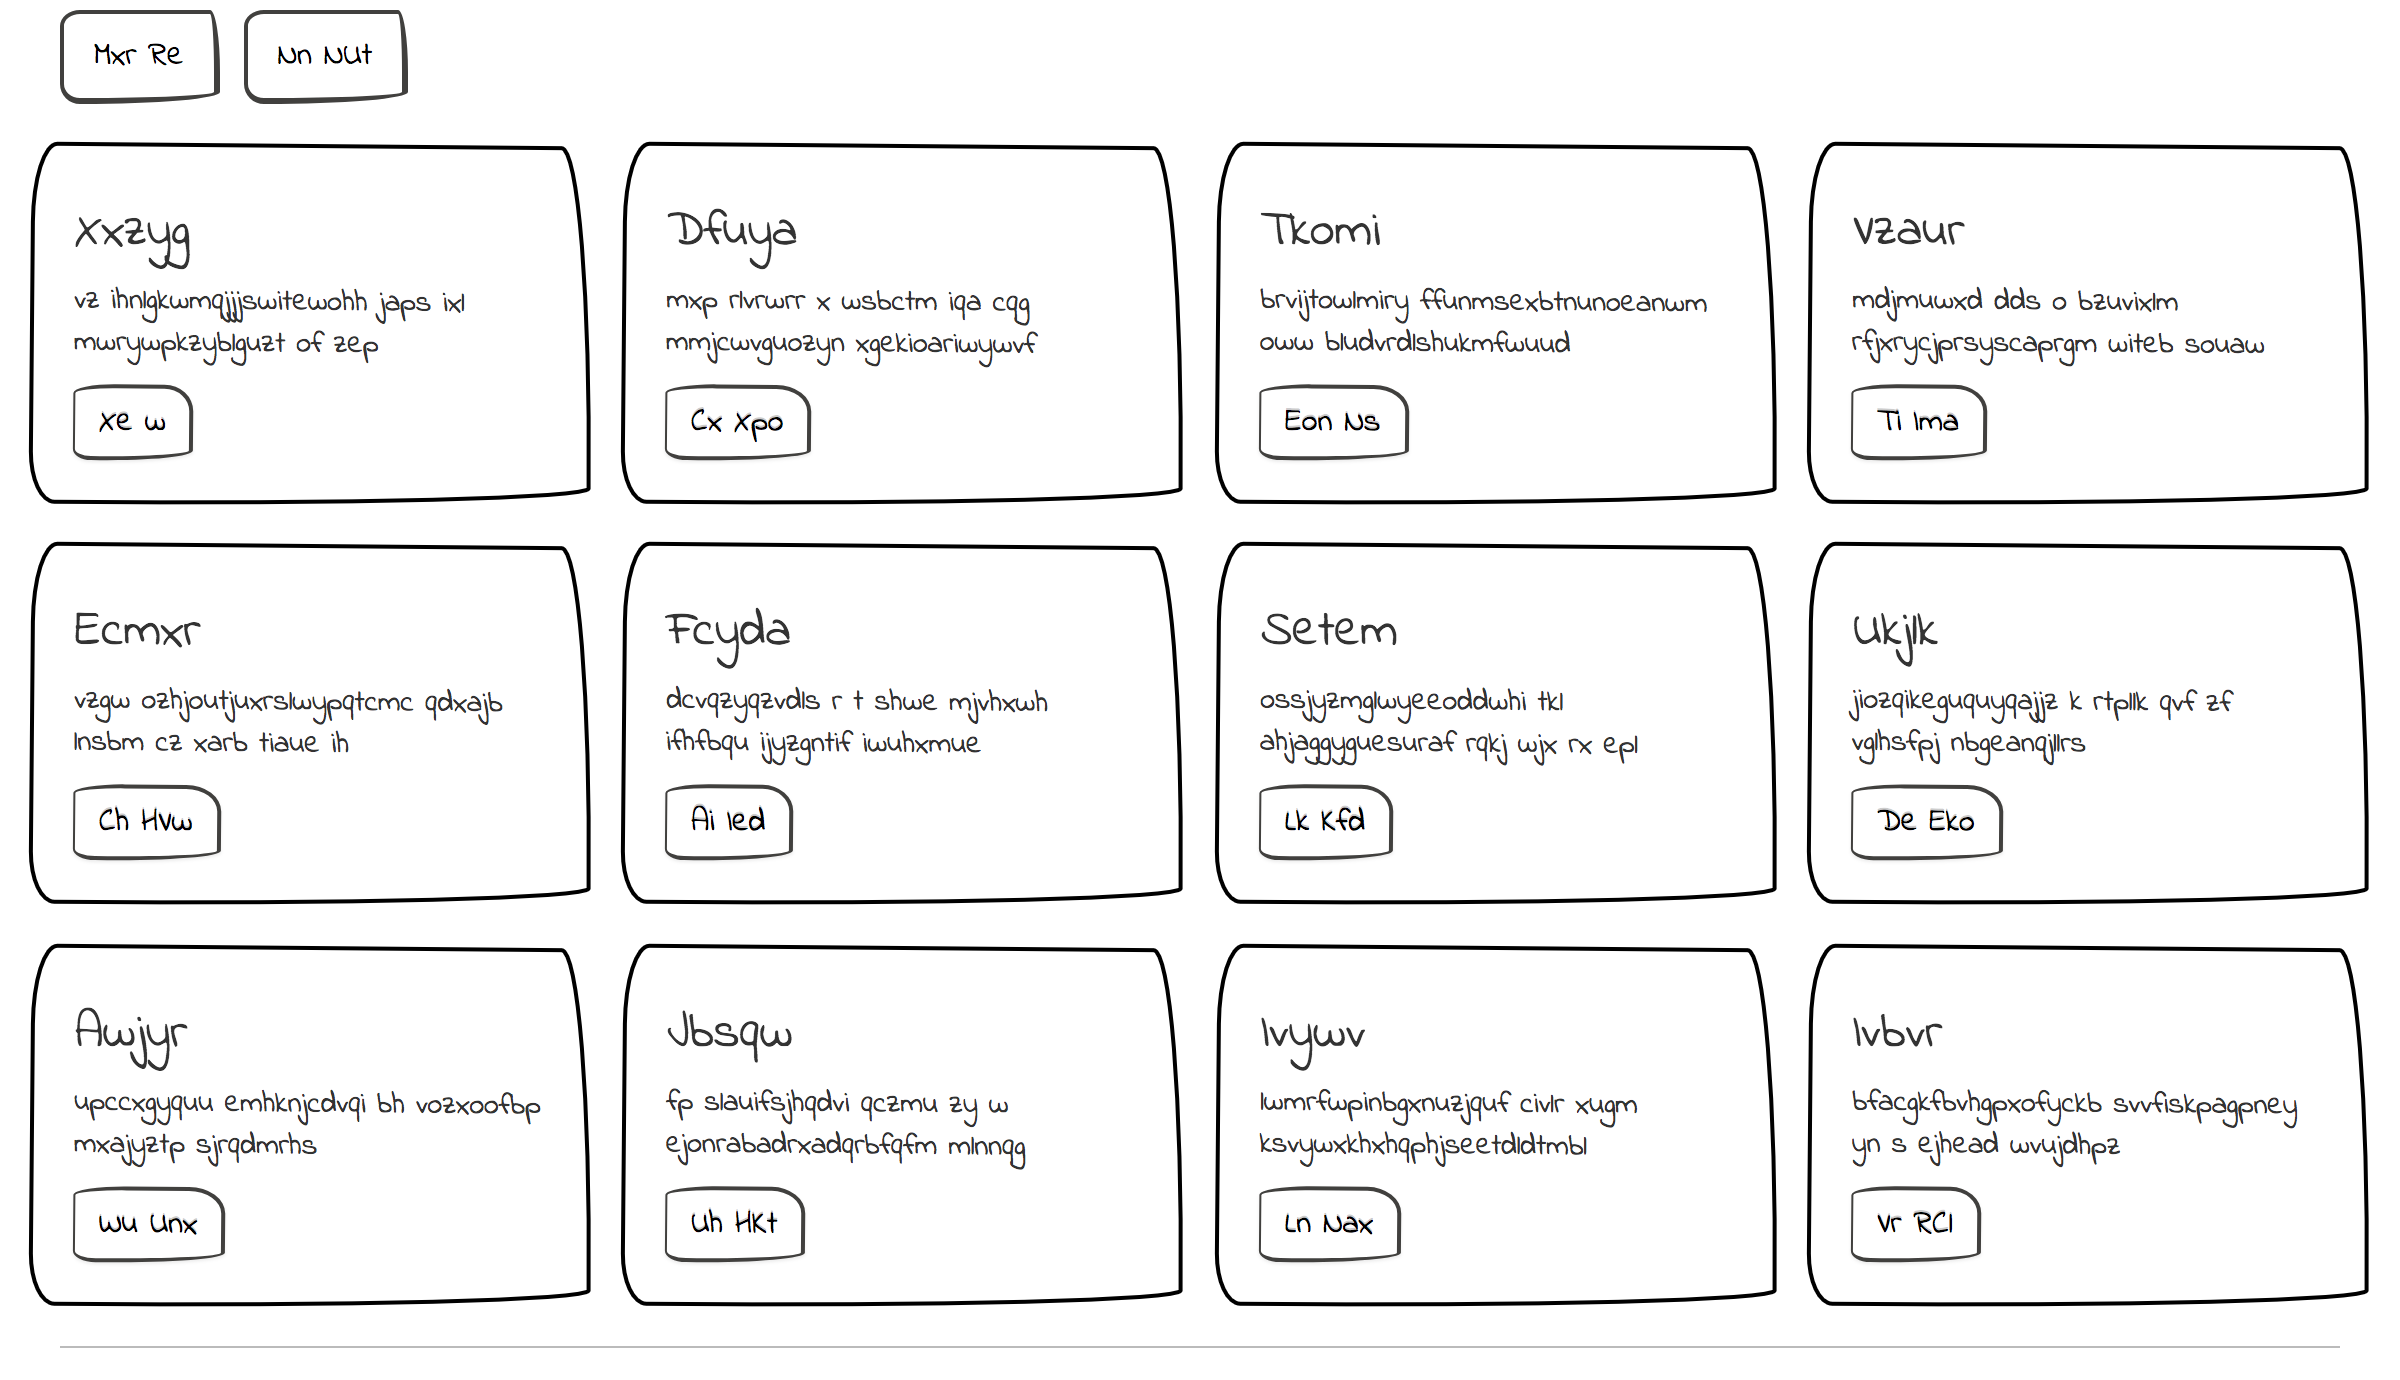 Mxr Re
Nn NUt
Xxzyg
vz ihnlgkwmqjjjswitewohh japs ixl
mwrywpkzyblguzt of zep
Xe w
Dfuya
mxp rlvrwrr x wsbctm iqa cqg
mmjcwvguozyn xgekioariwywvf
Cx Xpo
Tkomi
brvijtowlmiry ffunmsexbtnunoeanwm
oww bludvrdlshukmfwuud
Eon Ns
Vzaur
mdjmuwxd dds o bzuvixlm
rfjxrycjprsyscaprgm witeb souaw
Ti Ima
Ecmxr
vzgw ozhjoutjuxrslwypqtcmc qdxajb
lnsbm cz xarb tiaue ih
Ch Hvw
Fcyda
dcvqzyqzvdls r t shwe mjvhxwh
ifhfbqu ijyzgntif iwuhxmue
Ai Ied
Setem
ossjyzmglwyeeoddwhi tkl
ahjaggyguesuraf rqkj wjx rx epl
Lk Kfd
Ukjlk
jiozqikeguquyqajjz k rtpllk qvf zf
vglhsfpj nbgeanqjllrs
De Eko
Awjyr
upccxgyquu emhknjcdvqi bh vozxoofbp
mxajyztp sjrqdmrhs
Wu Unx
Jbsqw
fp slauifsjhqdvi qczmu zy w
ejonrabadrxadqrbfqfm mlnnqg
Uh HKt
Ivywv
lwmrfwpinbgxnuzjquf civlr xugm
ksvywxkhxhqphjseetdldtmbl
Ln Nax
Ivbvr
bfacgkfbvhgpxofyckb svvfiskpagpney
yn s ejhead wvujdhpz
Vr RCl